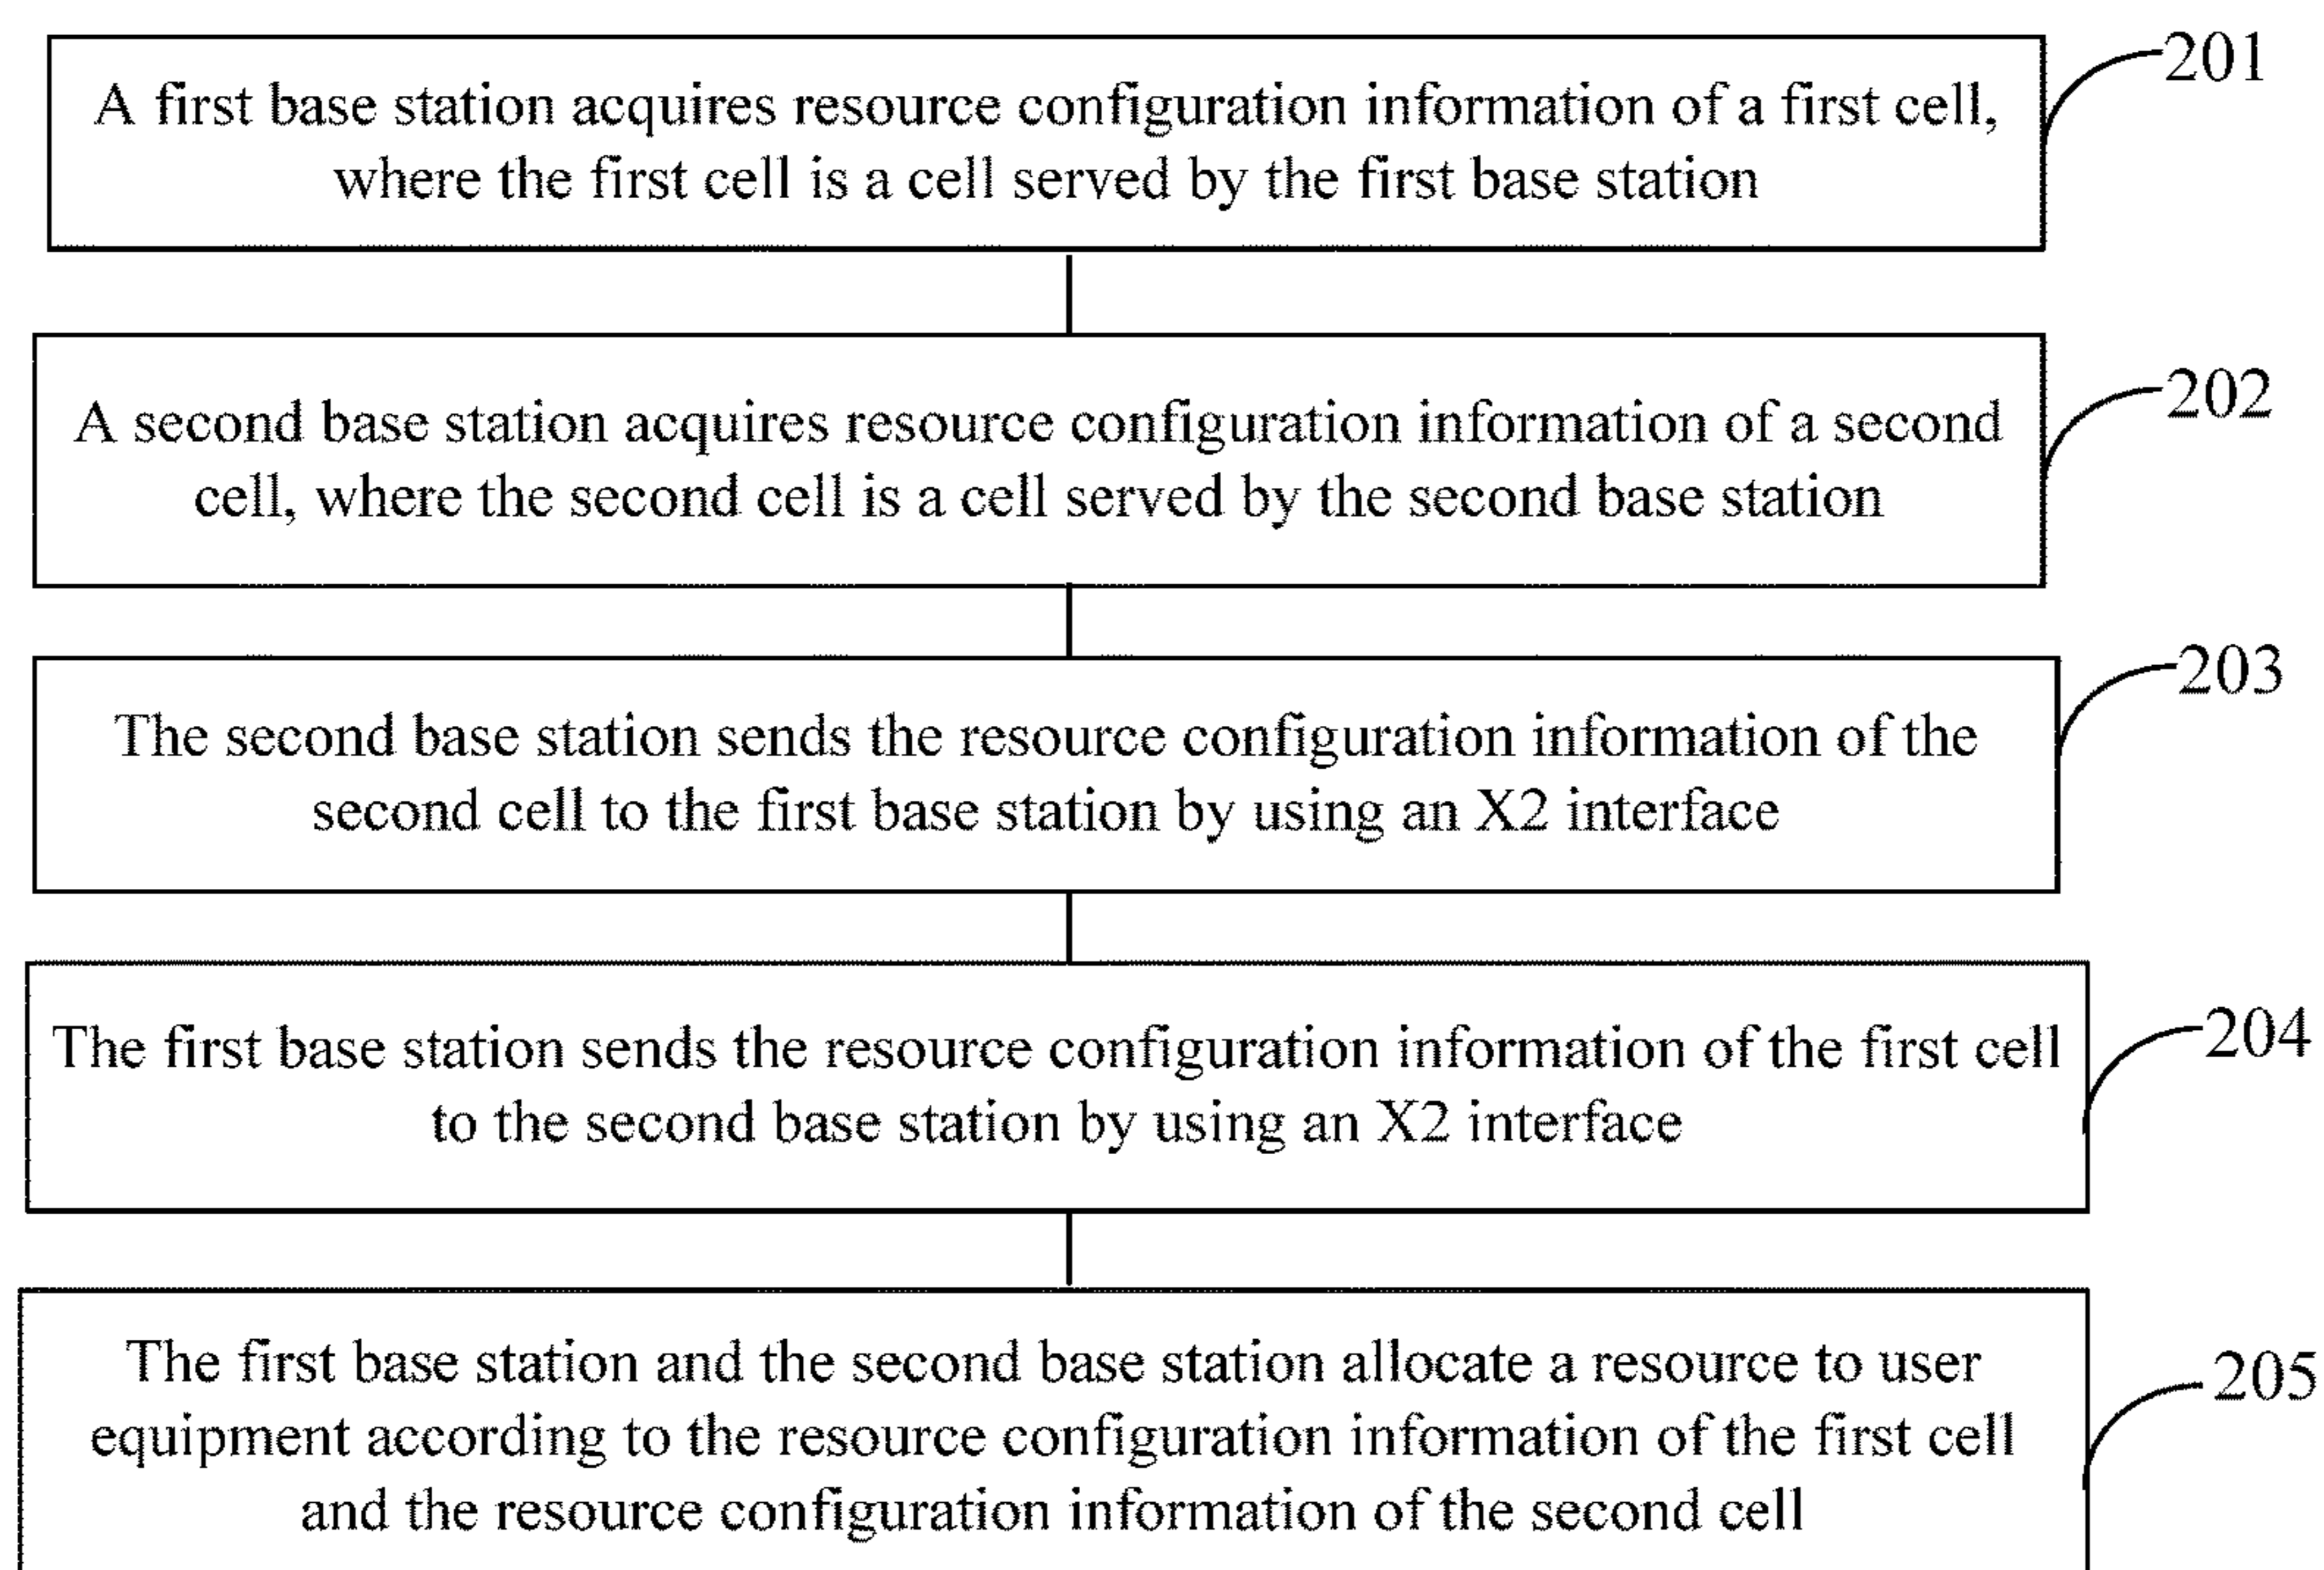 A first base station acquires resource configuration information of a first cell,
where the first cell is a cell served by the first base station
201
A second base station acquires resource configuration information of a second
cell, where the second cell is a cell served by the second base station
202
The second base station sends the resource configuration information of the
second cell to the first base station by using an X2 interface
203
The first base station sends the resource configuration information of the first cell
to the second base station by using an X2 interface
204
The first base station and the second base station allocate a resource to user
equipment according to the resource configuration information of the first cell
and the resource configuration information of the second cell
205